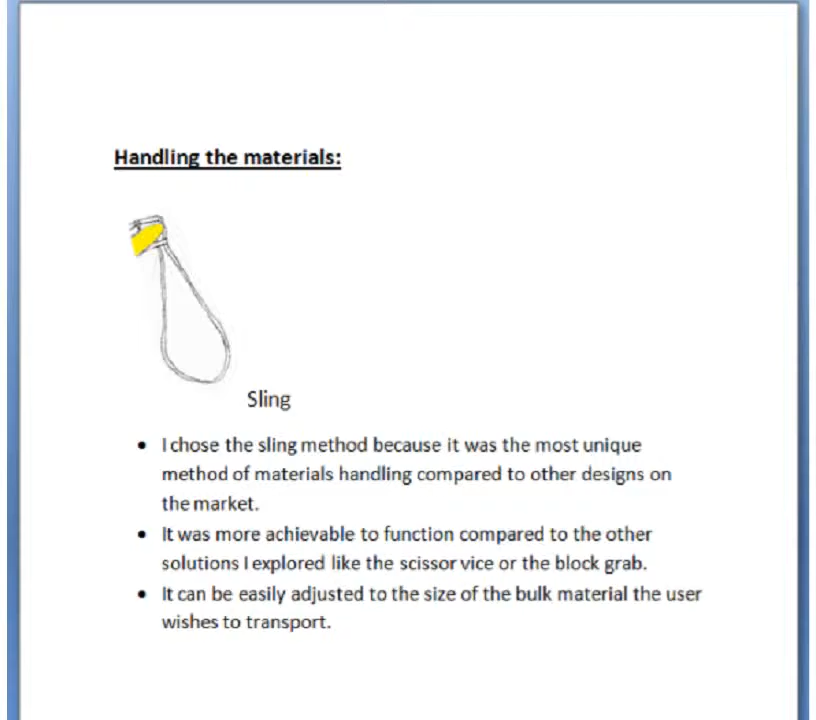 Handling the materials:
Sling
• I chose the sling method because it was the most unique
method of materials handling compared to other designs on
the market.
• It was more achievable to function compared to the other
solutions I explored like the scissor vice or the block grab.
• It can be easily adjusted to the size of the bulk material the user
wishes to transport.